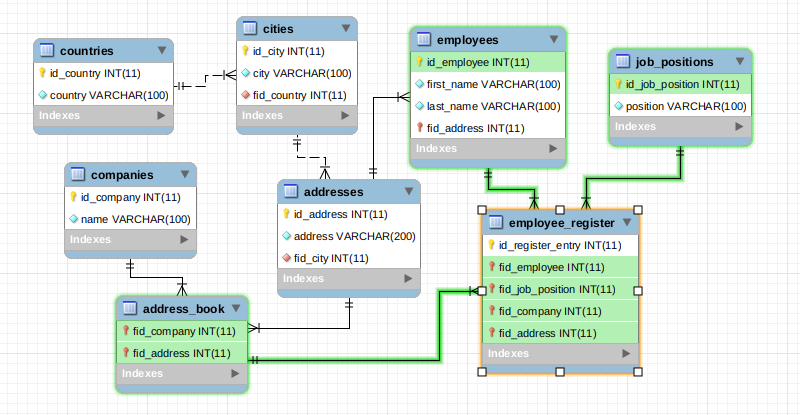 countries
id_country INT(11)
country VARCHAR(100)
Indexes
cities
id_city INT(11)
city VARCHAR(100)
fid_country INT(11)
Indexes
employees
id_employee INT(11)
first_name VARCHAR(100)
last_name VARCHAR(100)
fid_address INT(11)
Indexes
job_positions
id_job_position INT(11)
position VARCHAR(100)
Indexes
companies
id_company INT(11)
name VARCHAR(100)
Indexes
addresses
id_address INT(11)
address VARCHAR(200)
fid_city INT(11)
Indexes
employee_register
id_register_entry INT(11)
fid_employee INT(11)
fid_job_position INT(11)
fid_company INT(11)
fid_address INT(11)
Indexes
address_book
fid_company INT(11)
fid_address INT(11)
Indexes